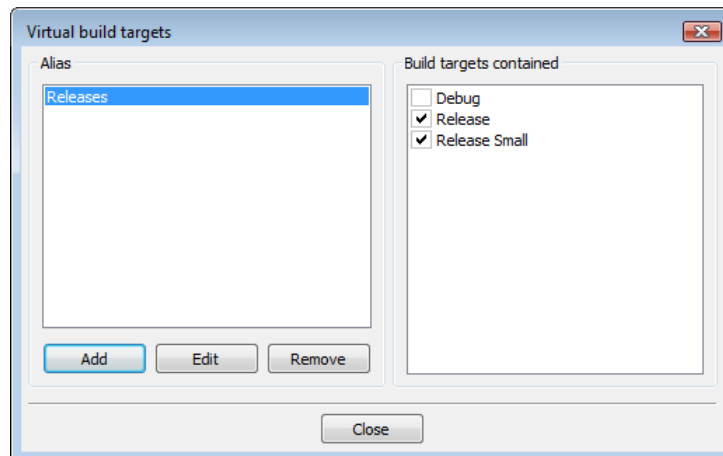 Virtual build targets
Alias
Releases
Add
Edit
Remove
Build targets contained
Debug
Release
Release Small
Close